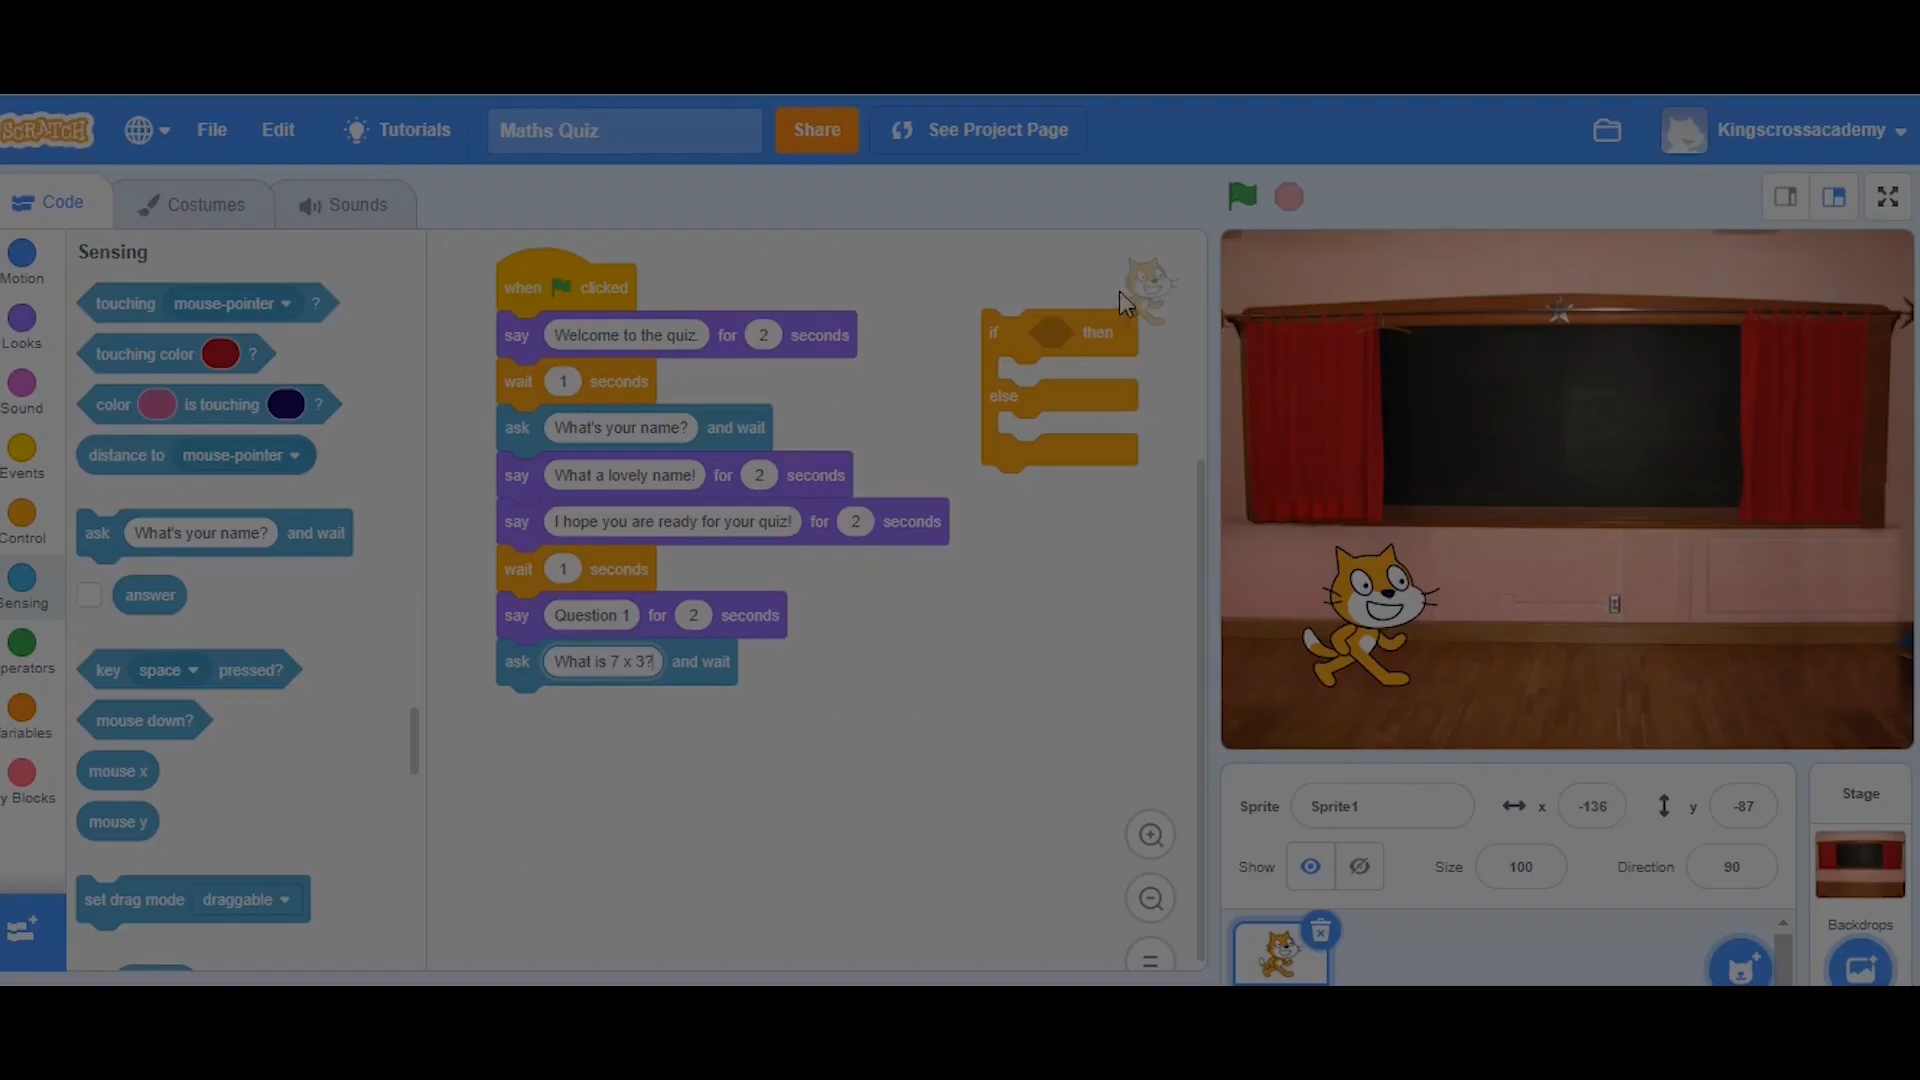 SCRATCH
File
Edit
Tutorials
Maths Quiz
Share
See Project Page
Kingscrossacademy
Code
Costumes
Sounds
Motion
Looks
Sound
Events
Control
Sensing
perators
ariables
y Blocks
Sensing
touching mouse-pointer ?
touching color ?
color is touching ?
distance to mouse-pointer
ask What's your name? and wait
answer
key space pressed?
mouse down?
mouse x
mouse y
set drag mode draggable
when clicked
say Welcome to the quiz. for 2 seconds
wait 1 seconds
ask What's your name? and wait
say What a lovely name! for 2 seconds
say I hope you are ready for your quiz! for 2 seconds
wait 1 seconds
say Question 1 for 2 seconds
ask What is 7 x 3? and wait
if then
else
Sprite Sprite1 x -136 y -87
Show Size 100 Direction 90
Stage
Backdrops